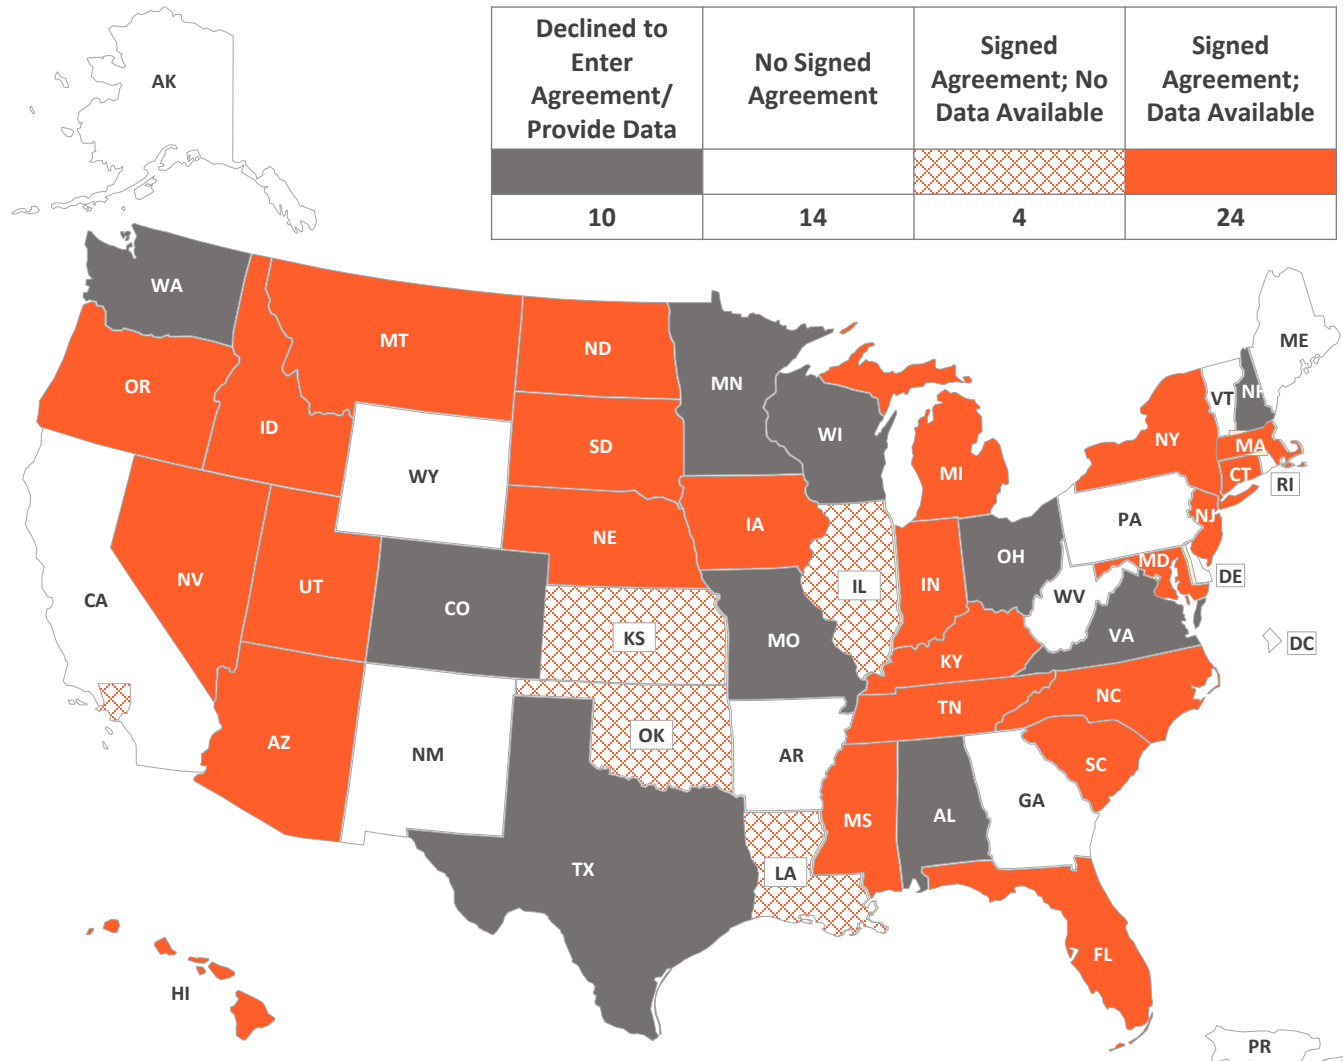 Declined to
Enter
Agreement/
Provide Data
No Signed
Agreement
Signed
Agreement; No
Data Available
Signed
Agreement;
Data Available
10
14
4
24
AK
WA
MT
ND
MN
ME
OR
ID
SD
WI
MI
NY
VT
NH
MA
CT
RI
WY
IA
NE
PA
NJ
CA
NV
UT
CO
KS
MO
IL
IN
OH
WV
MD
DE
VA
DC
KY
AZ
NM
OK
AR
TN
NC
SC
TX
LA
MS
AL
GA
FL
HI
PR